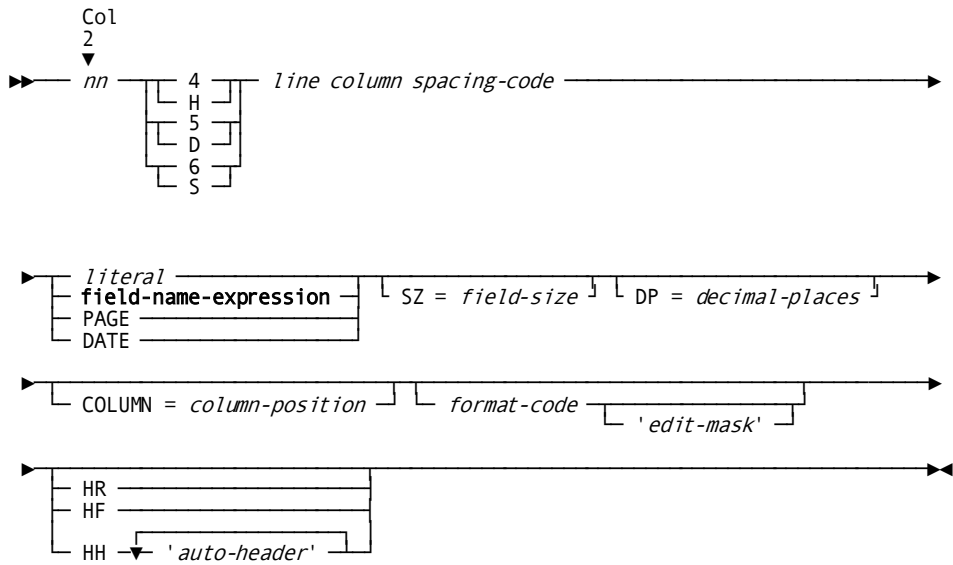 Col
2
nn 4 line column spacing-code
H
5
D
6
S
literal
field-name-expression SZ = field-size DP = decimal-places
PAGE
DATE
COLUMN = column-position format-code
'edit-mask'
HR
HF
HH 'auto-header'